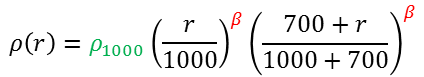 ρ(r) = ρ₁₀₀₀ (r/1000)^β ((700 + r)/(1000 + 700))^β